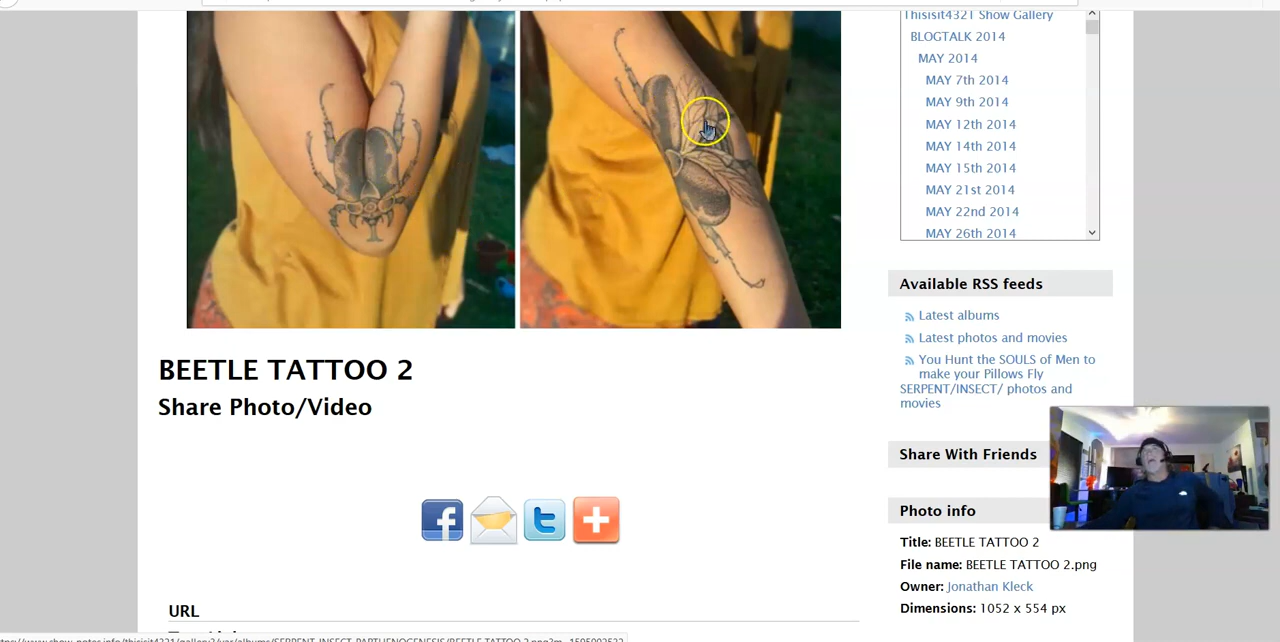 Thisisit4321 Show Gallery
BLOGTALK 2014
MAY 2014
MAY 7th 2014
MAY 9th 2014
MAY 12th 2014
MAY 14th 2014
MAY 15th 2014
MAY 21st 2014
MAY 22nd 2014
MAY 26th 2014
BEETLE TATTOO 2
Share Photo/Video
Available RSS feeds
Latest albums
Latest photos and movies
You Hunt the SOULS of Men to
make your Pillows Fly
SERPENT/INSECT/ photos and
movies
Share With Friends
Photo info
Title: BEETLE TATTOO 2
File name: BEETLE TATTOO 2.png
Owner: Jonathan Kleck
Dimensions: 1052 x 554 px
URL